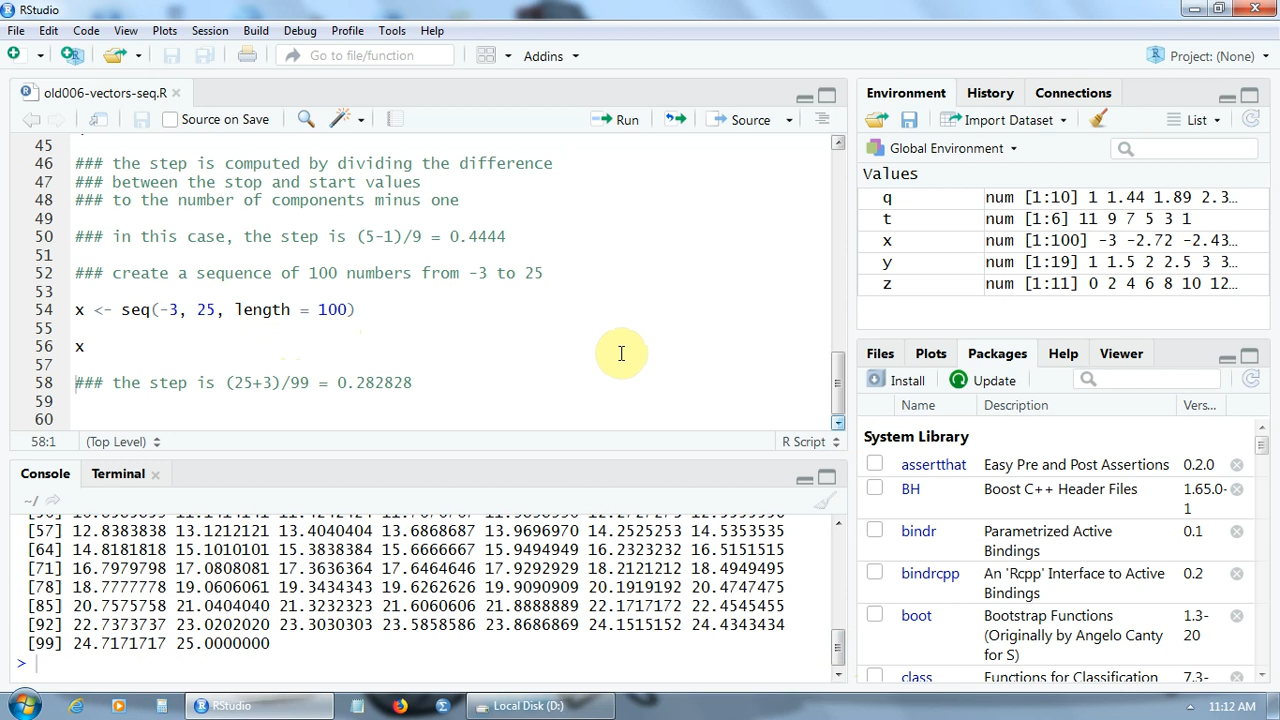 RStudio
File Edit Code View Plots Session Build Debug Profile Tools Help
Go to file/function Addins Project: (None)
old006-vectors-seq.R
Source on Save Run Source
45
46 ### the step is computed by dividing the difference
47 ### between the stop and start values
48 ### to the number of components minus one
49
50 ### in this case, the step is (5-1)/9 = 0.4444
51
52 ### create a sequence of 100 numbers from -3 to 25
53
54 x <- seq(-3, 25, length = 100)
55
56 x
57
58 ### the step is (25+3)/99 = 0.282828
59
60
58:1 (Top Level) R Script
Console Terminal
~/
[57] 12.8383838 13.1212121 13.4040404 13.6868687 13.9696970 14.2525253 14.5353535
[64] 14.8181818 15.1010101 15.3838384 15.6666667 15.9494949 16.2323232 16.5151515
[71] 16.7979798 17.0808081 17.3636364 17.6464646 17.9292929 18.2121212 18.4949495
[78] 18.7777778 19.0606061 19.3434343 19.6262626 19.9090909 20.1919192 20.4747475
[85] 20.7575758 21.0404040 21.3232323 21.6060606 21.8888889 22.1717172 22.4545455
[92] 22.7373737 23.0202020 23.3030303 23.5858586 23.8686869 24.1515152 24.4343434
[99] 24.7171717 25.0000000
>
Environment History Connections
Import Dataset List
Global Environment
Values
q num [1:10] 1 1.44 1.89 2.3…
t num [1:6] 11 9 7 5 3 1
x num [1:100] -3 -2.72 -2.43…
y num [1:19] 1 1.5 2 2.5 3 3…
z num [1:11] 0 2 4 6 8 10 12…
Files Plots Packages Help Viewer
Install Update
Name Description Vers…
System Library
assertthat Easy Pre and Post Assertions 0.2.0
BH Boost C++ Header Files 1.65.0-
1
bindr Parametrized Active 0.1
Bindings
bindrcpp An 'Rcpp' Interface to Active 0.2
Bindings
boot Bootstrap Functions 1.3-
(Originally by Angelo Canty 20
for S)
class Functions for Classification 7.3-
RStudio Local Disk (D:) 11:12 AM